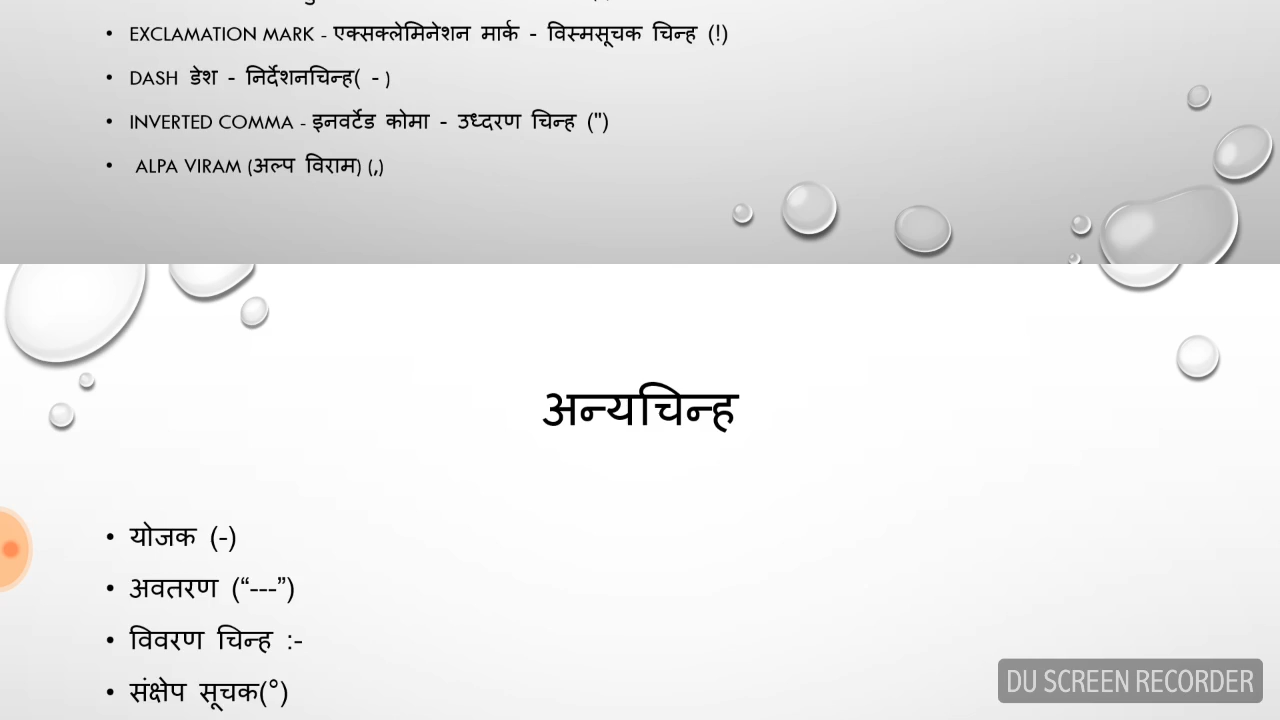 • EXCLAMATION MARK - एक्सक्लेमिनेशन मार्क - विस्मसूचक चिन्ह (!)
• DASH डेश - निर्देशनचिन्ह( - )
• INVERTED COMMA - इनवर्टेड कोमा - उध्दरण चिन्ह (")
• ALPA VIRAM (अल्प विराम) (,)
अन्यचिन्ह
• योजक (-)
• अवतरण (“---”)
• विवरण चिन्ह :-
• संक्षेप सूचक(°)
DU SCREEN RECORDER